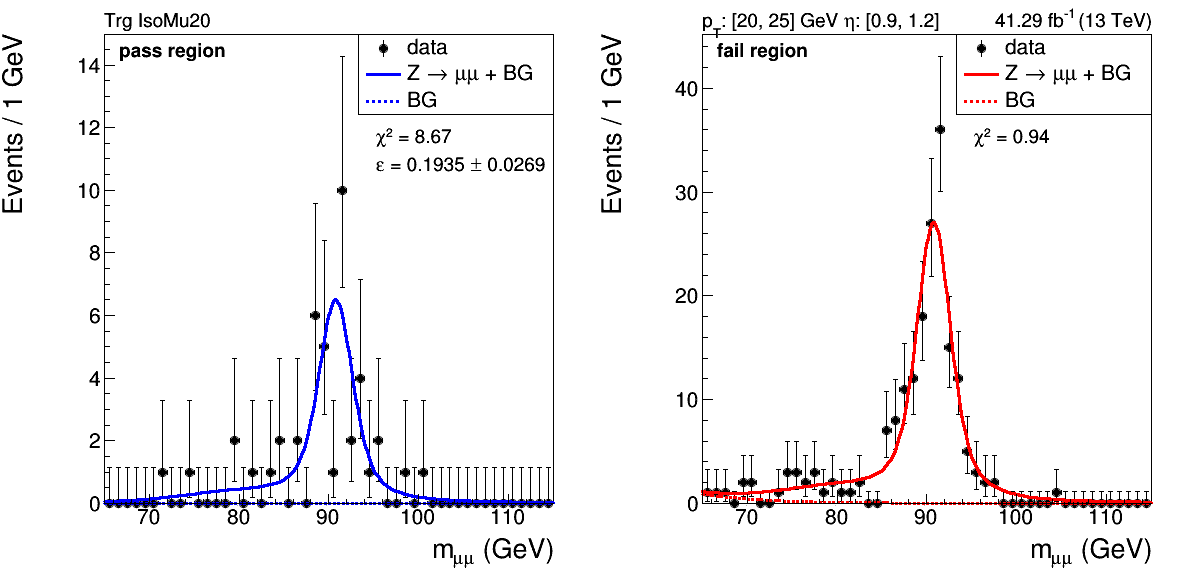 Trg IsoMu20
pass region
data
Z → μμ + BG
BG
χ² = 8.67
ε = 0.1935 ± 0.0269
Events / 1 GeV
14
12
10
8
6
4
2
0
70 80 90 100 110
m_μμ (GeV)
p_T: [20, 25] GeV η: [0.9, 1.2] 41.29 fb⁻¹ (13 TeV)
fail region
data
Z → μμ + BG
BG
χ² = 0.94
Events / 1 GeV
40
30
20
10
0
70 80 90 100 110
m_μμ (GeV)